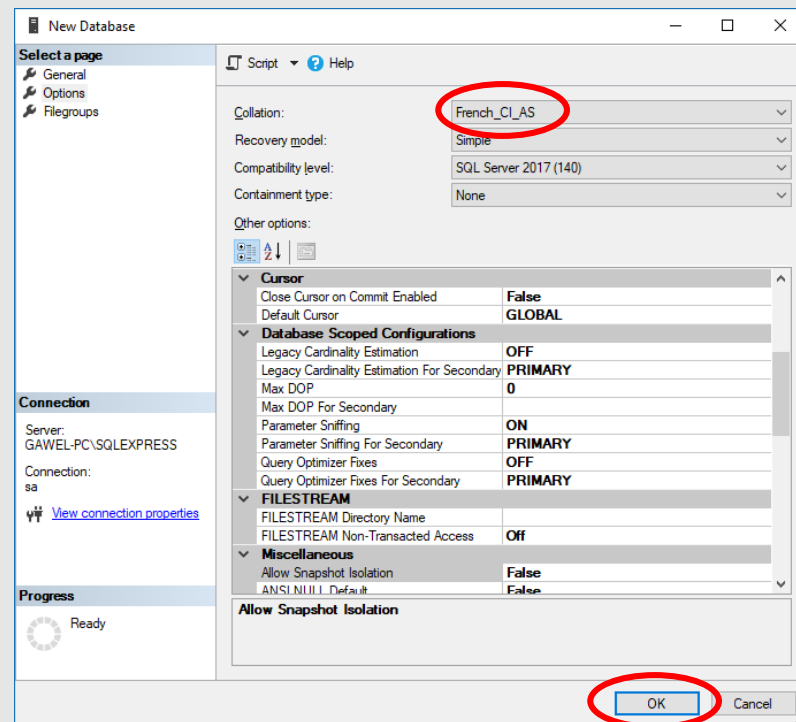 New Database
Select a page
General
Options
Filegroups
Script
Help
Collation: French_CI_AS
Recovery model: Simple
Compatibility level: SQL Server 2017 (140)
Containment type: None
Other options:
Cursor
Close Cursor on Commit Enabled False
Default Cursor GLOBAL
Database Scoped Configurations
Legacy Cardinality Estimation OFF
Legacy Cardinality Estimation For Secondary PRIMARY
Max DOP 0
Max DOP For Secondary
Parameter Sniffing ON
Parameter Sniffing For Secondary PRIMARY
Query Optimizer Fixes OFF
Query Optimizer Fixes For Secondary PRIMARY
FILESTREAM
FILESTREAM Directory Name
FILESTREAM Non-Transacted Access Off
Miscellaneous
Allow Snapshot Isolation False
ANSI NULL Default False
Allow Snapshot Isolation
Connection
Server:
GAWEL-PC\SQLEXPRESS
Connection:
sa
View connection properties
Progress
Ready
OK
Cancel